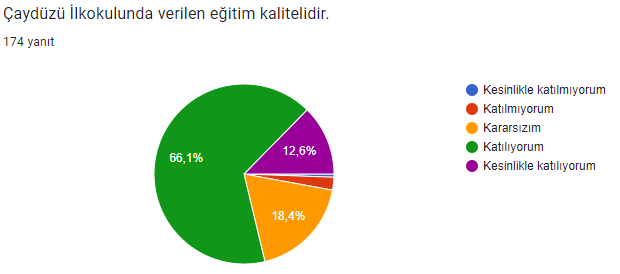 Çaydüzü İlkokulunda verilen eğitim kalitelidir.
174 yanıt
Kesinlikle katılmıyorum
Katılmıyorum
Kararsızım
Katılıyorum
Kesinlikle katılıyorum
66,1%
12,6%
18,4%